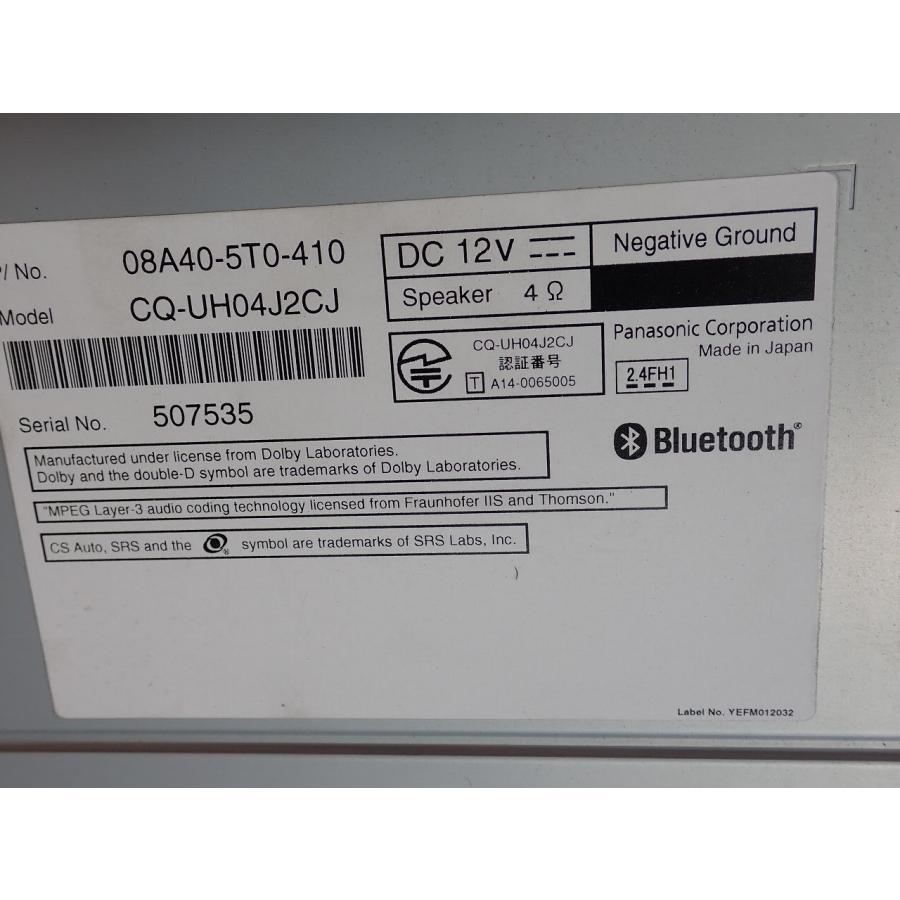 / No. 08A40-5T0-410
Model CQ-UH04J2CJ
Serial No. 507535
DC 12V
Negative Ground
Speaker 4 Ω
CQ-UH04J2CJ
認証番号
T A14-0065005
Panasonic Corporation
Made in Japan
2.4FH1
Bluetooth®
Manufactured under license from Dolby Laboratories.
Dolby and the double-D symbol are trademarks of Dolby Laboratories.
"MPEG Layer-3 audio coding technology licensed from Fraunhofer IIS and Thomson."
CS Auto, SRS and the ® symbol are trademarks of SRS Labs, Inc.
Label No. YEFM012032